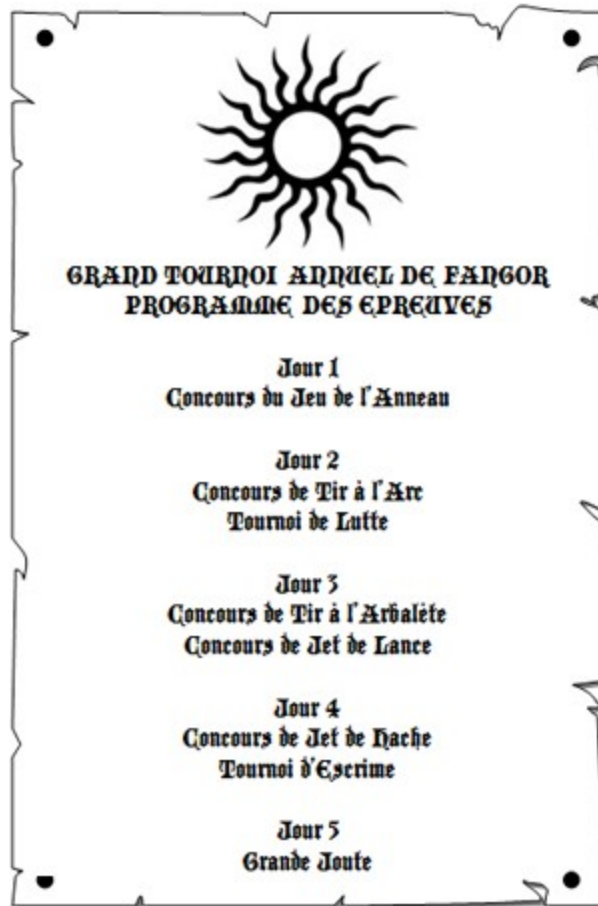 GRAND TOURNOI ANNUEL DE FANGOR
PROGRAMME DES EPREUVES
Jour 1
Concours du Jeu de l'Anneau
Jour 2
Concours de Tir à l'Arc
Tournoi de Lutte
Jour 3
Concours de Tir à l'Arbalète
Concours de Jet de Lance
Jour 4
Concours de Jet de Hache
Tournoi d'Escrime
Jour 5
Grande Joute